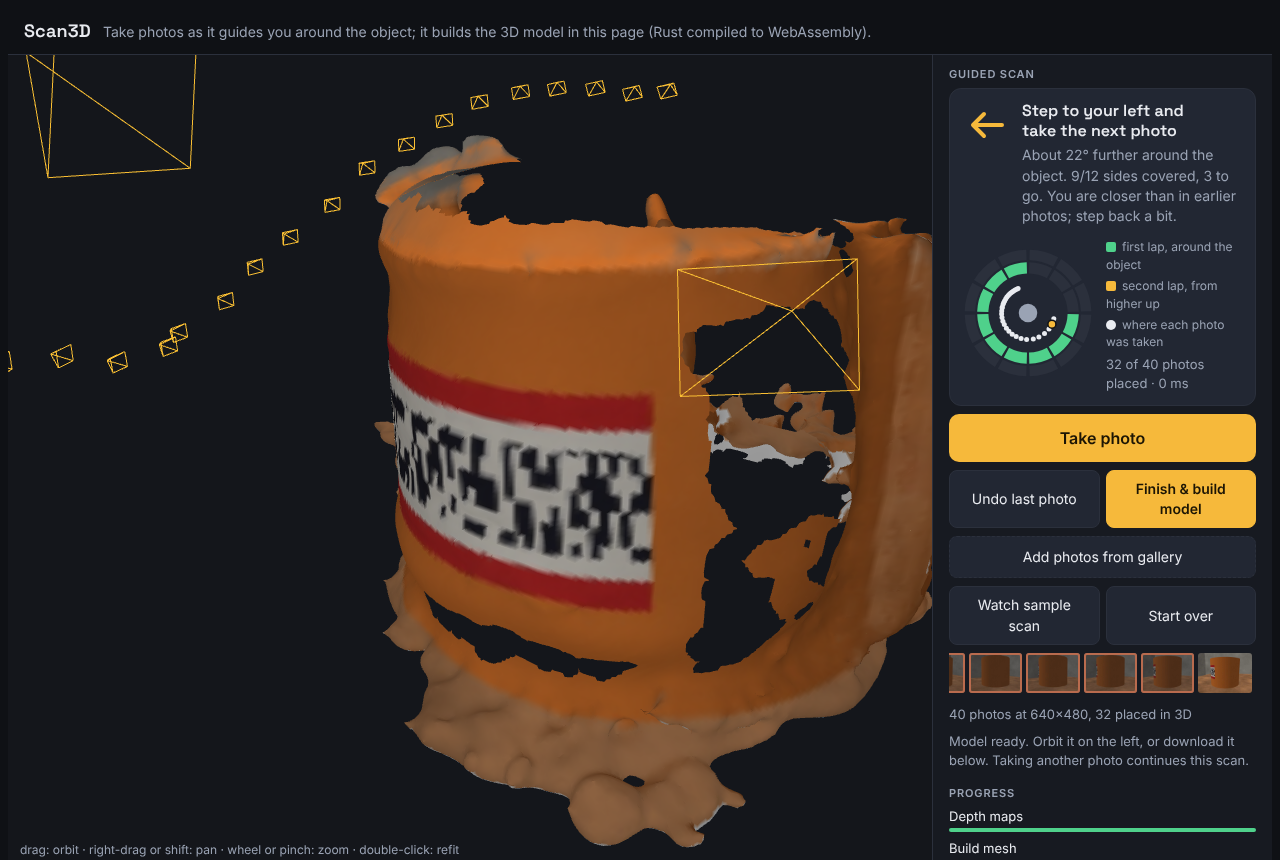 Scan3D Take photos as it guides you around the object; it builds the 3D model in this page (Rust compiled to WebAssembly).
GUIDED SCAN
Step to your left and
take the next photo
About 22° further around the
object. 9/12 sides covered, 3 to
go. You are closer than in earlier
photos; step back a bit.
first lap, around the
object
second lap, from
higher up
where each photo
was taken
32 of 40 photos
placed · 0 ms
Take photo
Undo last photo
Finish & build
model
Add photos from gallery
Watch sample
scan
Start over
40 photos at 640×480, 32 placed in 3D
Model ready. Orbit it on the left, or download it
below. Taking another photo continues this scan.
PROGRESS
Depth maps
Build mesh
drag: orbit · right-drag or shift: pan · wheel or pinch: zoom · double-click: refit